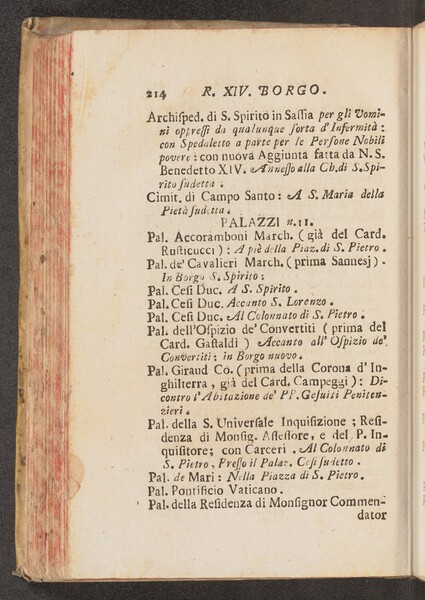 214 R. XIV. BORGO.
Archisped. di S. Spirito in Sassia per gli Vomi-
ni oppressi da qualunque sorta d'Infermità:
con Spedaletto a parte per le Persone Nobili
povere: con nuova Aggiunta fatta da N. S.
Benedetto XIV. Annesso alla Ch. di S. Spi-
rito sudetta.
Cimit. di Campo Santo: A S. Maria della
Pietà sudetta.
PALAZZI n. 11.
Pal. Accoramboni March. (già del Card.
Rusticucci): A piè della Piaz. di S. Pietro.
Pal. de' Cavalieri March. (prima Sannesj).
In Borgo S. Spirito:
Pal. Cesi Duc. A S. Spirito.
Pal. Cesi Duc. Accanto S. Lorenzo.
Pal. Cesi Duc. Al Colonnato di S. Pietro.
Pal. dell'Ospizio de' Convertiti (prima del
Card. Gastaldi) Accanto all' Ospizio de'
Convertiti: in Borgo nuovo.
Pal. Giraud Co. (prima della Corona d' In-
ghilterra, già del Card. Campeggi): Di-
contro l'Abitazione de' PP. Gesuiti Peniten-
zieri.
Pal. della S. Universale Inquisizione; Resi-
denza di Monsig. Assessore, e del P. In-
quisitore; con Carceri. Al Colonnato di
S. Pietro, Presso il Palaz. Cesi sudetto.
Pal. de Mari: Nella Piazza di S. Pietro.
Pal. Pontificio Vaticano.
Pal. della Residenza di Monsignor Commen-
dator